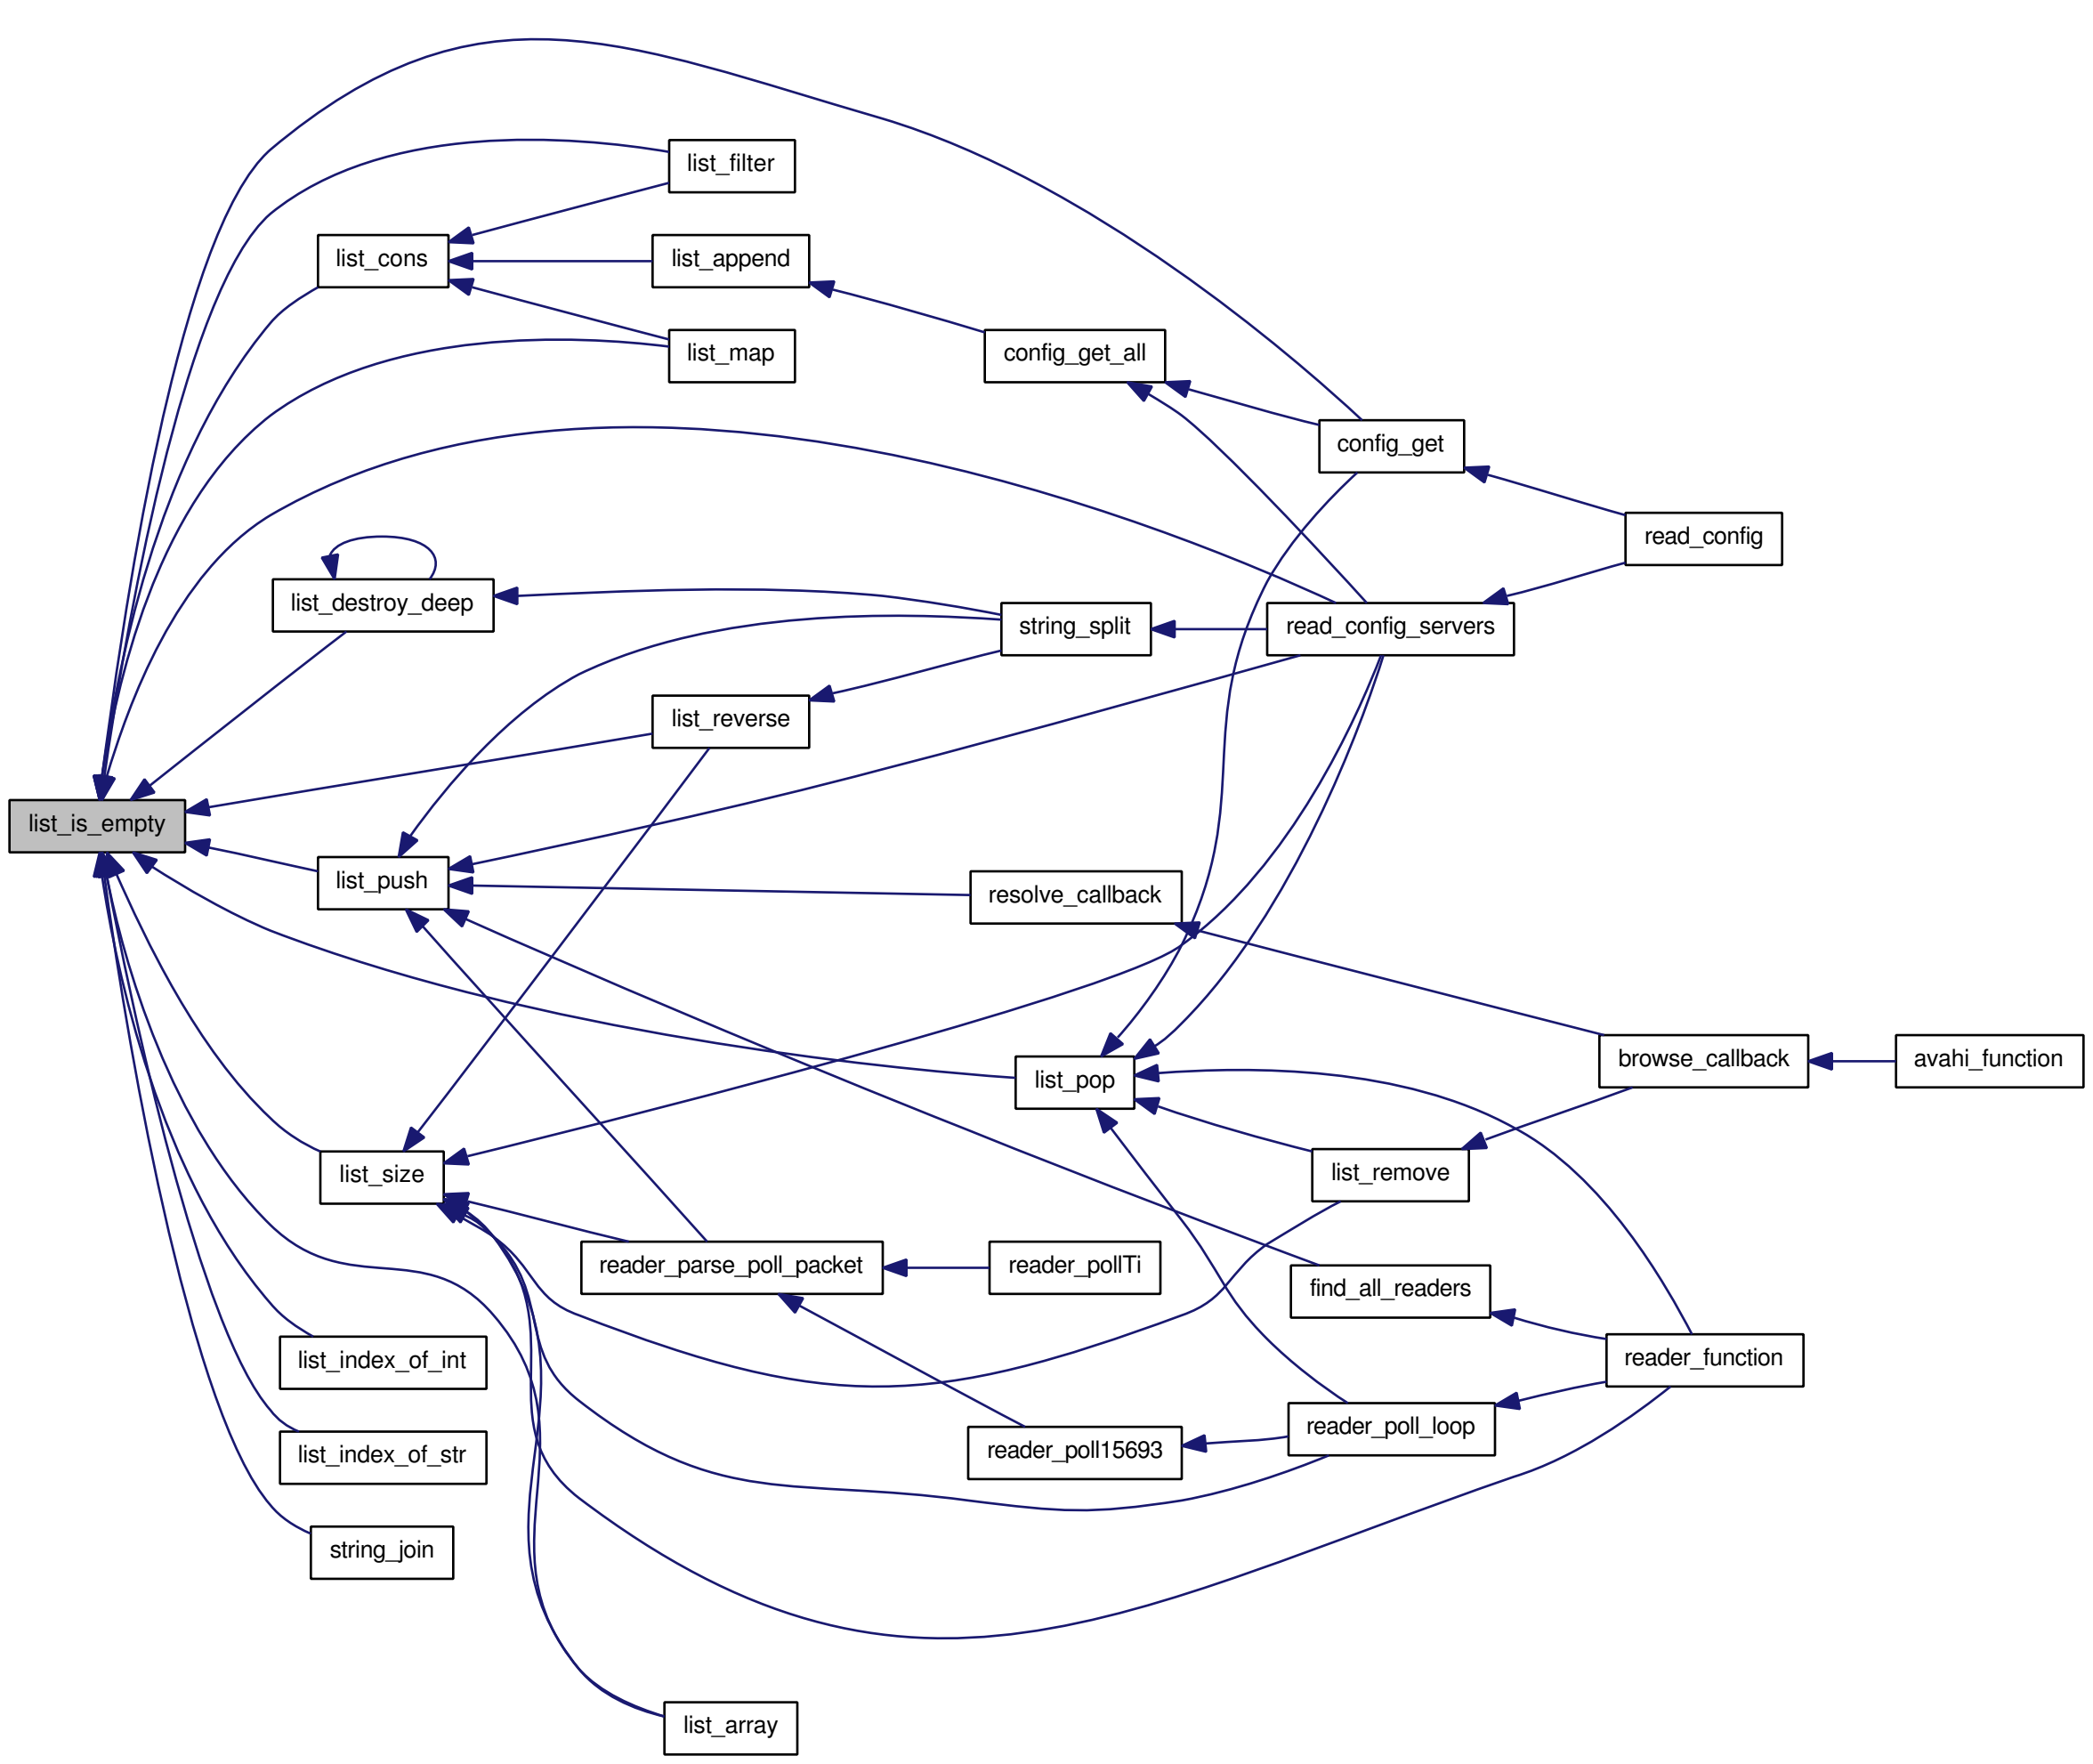 list_filter
list_cons
list_append
list_map
config_get_all
config_get
read_config
list_destroy_deep
string_split
read_config_servers
list_reverse
list_is_empty
list_push
resolve_callback
list_pop
browse_callback
avahi_function
list_size
list_remove
reader_parse_poll_packet
reader_pollTi
find_all_readers
list_index_of_int
reader_function
reader_poll_loop
list_index_of_str
reader_poll15693
string_join
list_array